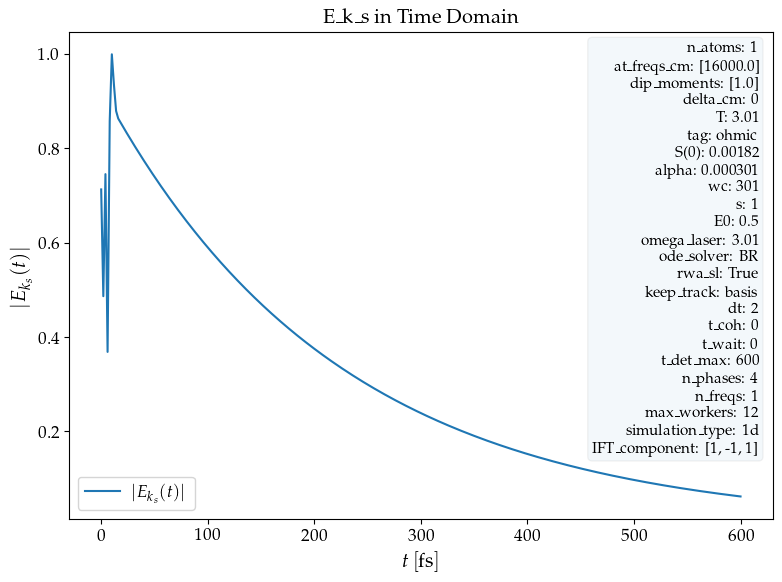 E_k_s in Time Domain
n_atoms: 1
at_freqs_cm: [16000.0]
dip_moments: [1.0]
delta_cm: 0
T: 3.01
tag: ohmic
S(0): 0.00182
alpha: 0.000301
wc: 301
s: 1
E0: 0.5
omega_laser: 3.01
ode_solver: BR
rwa_sl: True
keep_track: basis
dt: 2
t_coh: 0
t_wait: 0
t_det_max: 600
n_phases: 4
n_freqs: 1
max_workers: 12
simulation_type: 1d
IFT_component: [1, -1, 1]
1.0
0.8
0.6
0.4
0.2
|E_{k_s}(t)|
|E_{k_s}(t)|
0 100 200 300 400 500 600
t [fs]